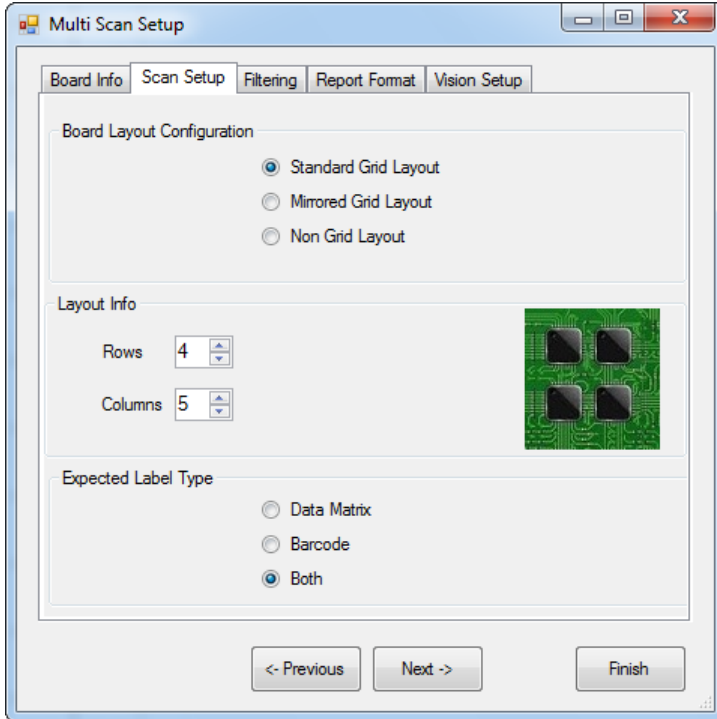 Multi Scan Setup
Board Info Scan Setup Filtering Report Format Vision Setup
Board Layout Configuration
Standard Grid Layout
Mirrored Grid Layout
Non Grid Layout
Layout Info
Rows 4
Columns 5
Expected Label Type
Data Matrix
Barcode
Both
<- Previous Next -> Finish